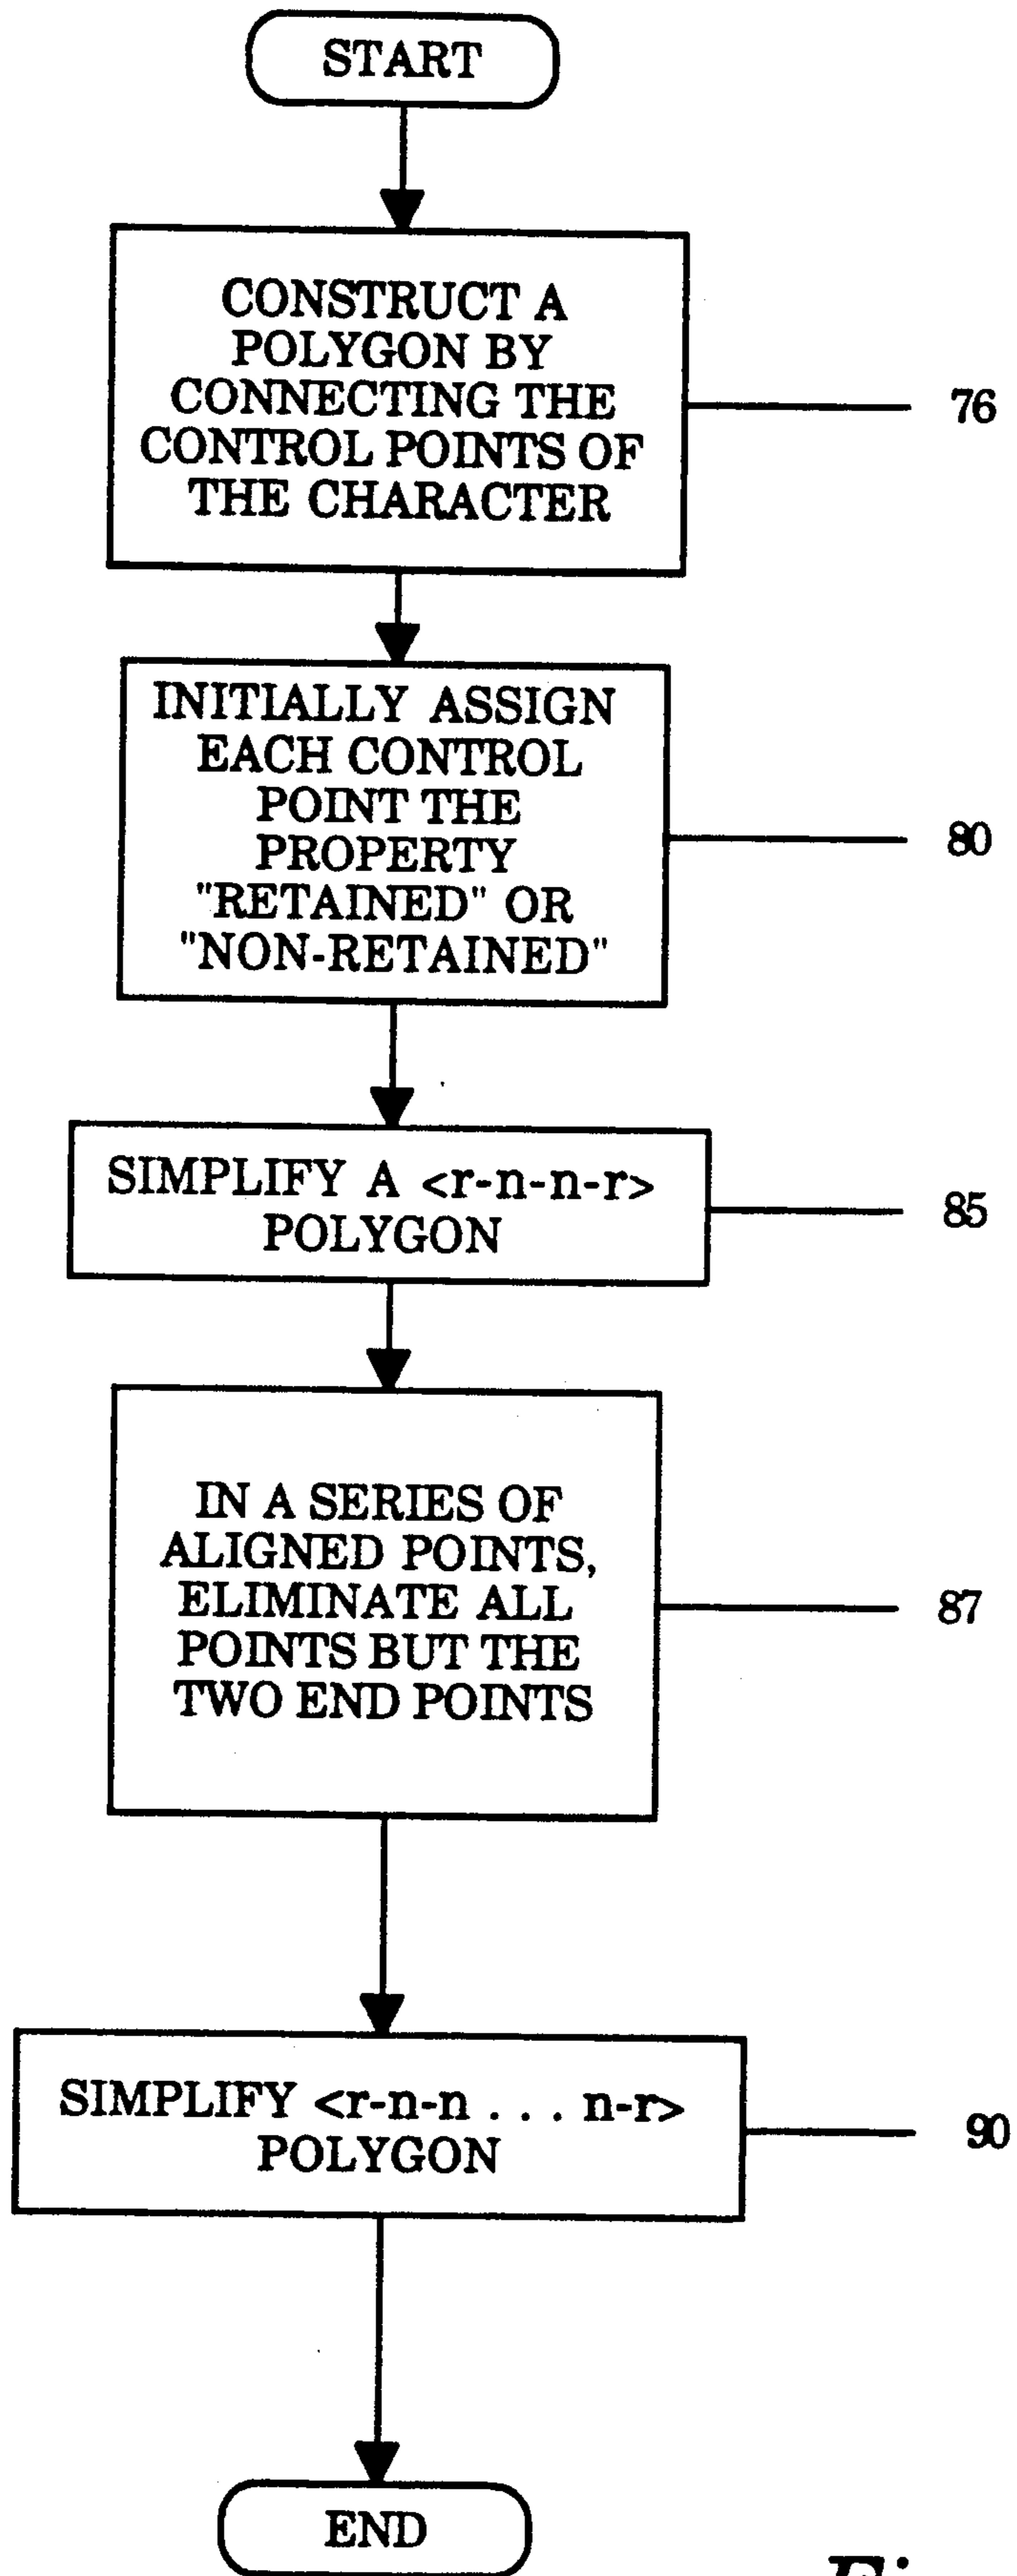 START
CONSTRUCT A
POLYGON BY
CONNECTING THE
CONTROL POINTS OF
THE CHARACTER
76
INITIALLY ASSIGN
EACH CONTROL
POINT THE
PROPERTY
"RETAINED" OR
"NON-RETAINED"
80
SIMPLIFY A <r-n-n-r>
POLYGON
85
IN A SERIES OF
ALIGNED POINTS,
ELIMINATE ALL
POINTS BUT THE
TWO END POINTS
87
SIMPLIFY <r-n-n . . . n-r>
POLYGON
90
END